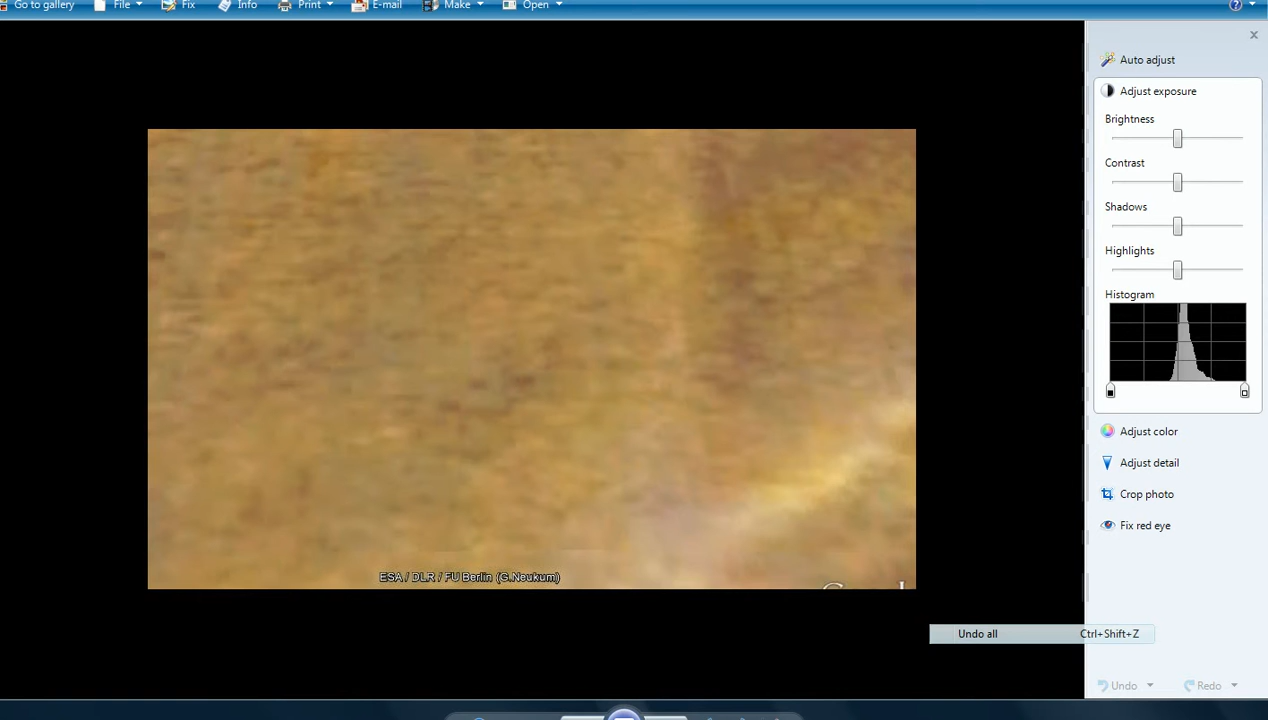 Go to gallery File Fix Info Print E-mail Make Open
Auto adjust
Adjust exposure
Brightness
Contrast
Shadows
Highlights
Histogram
Adjust color
Adjust detail
Crop photo
Fix red eye
ESA / DLR / FU Berlin (G.Neukum)
Undo all Ctrl+Shift+Z
Undo Redo